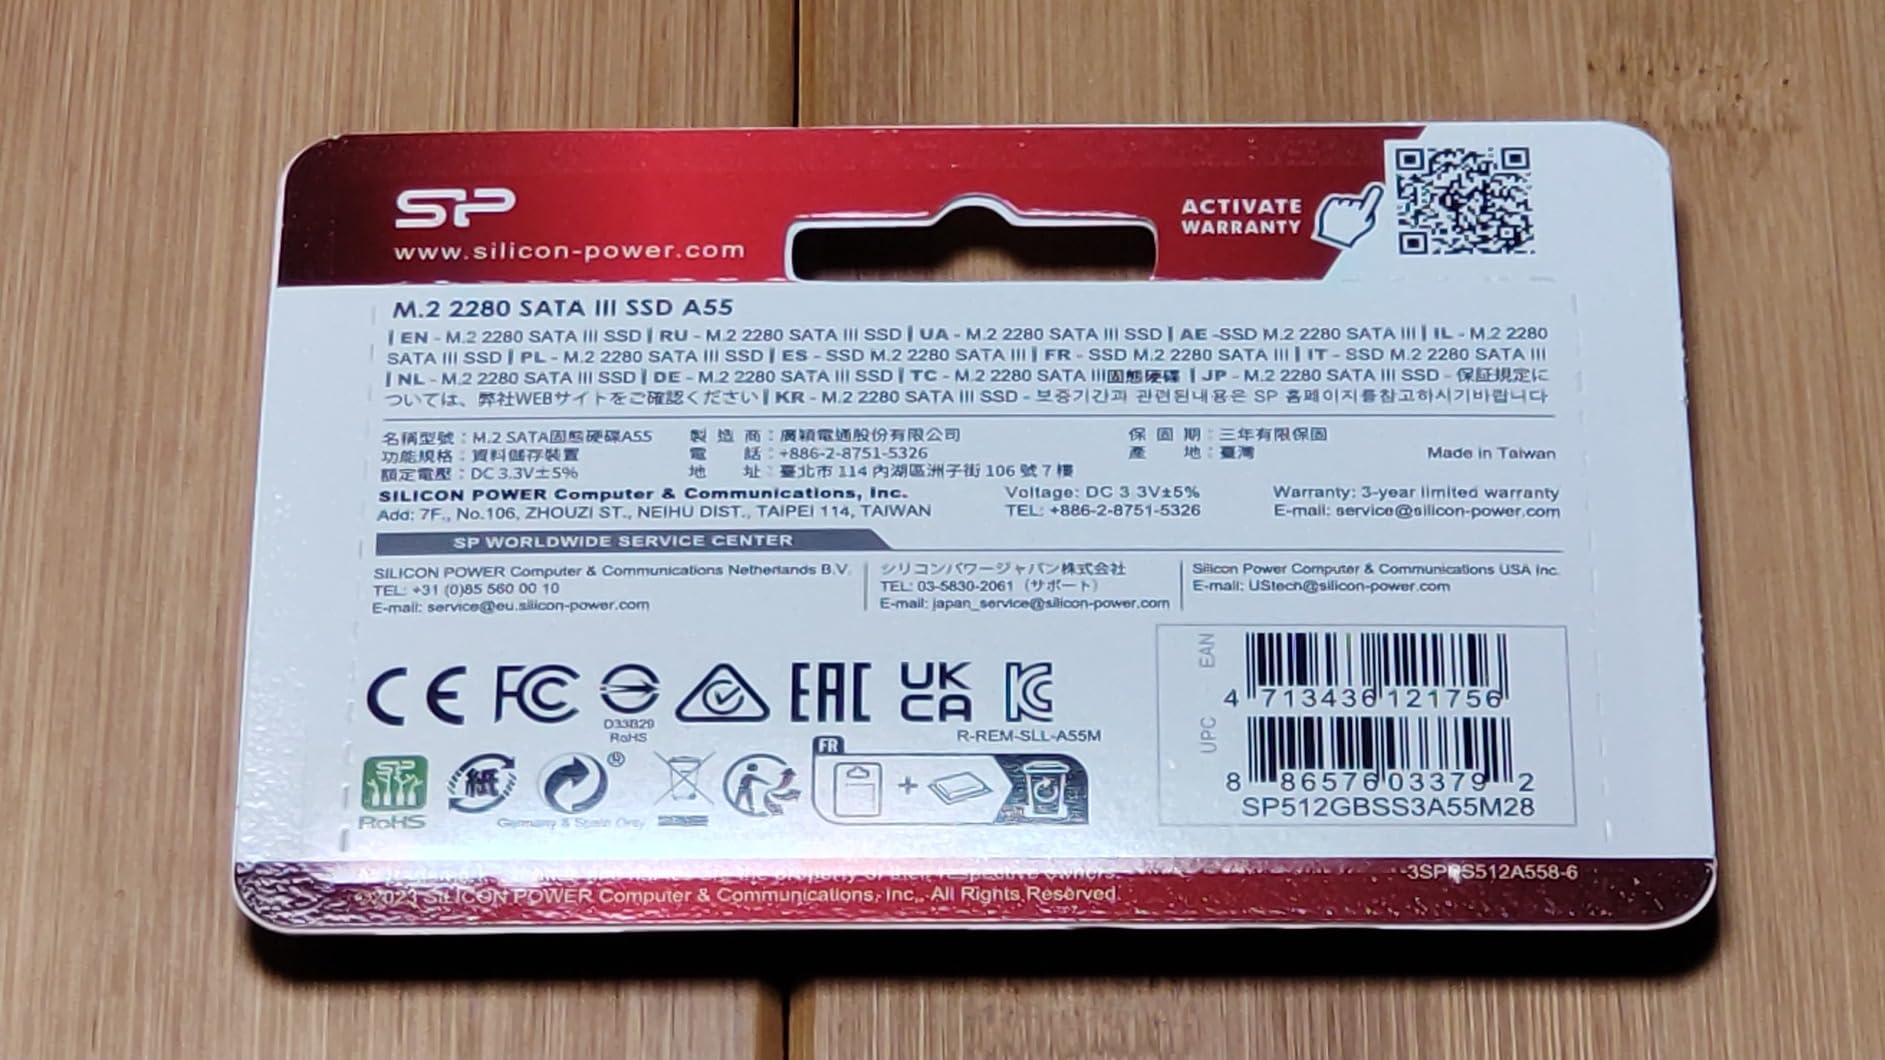 SP
www.silicon-power.com
ACTIVATE
WARRANTY
M.2 2280 SATA III SSD A55
| EN - M.2 2280 SATA III SSD | RU - M.2 2280 SATA III SSD | UA - M.2 2280 SATA III SSD | AE -SSD M.2 2280 SATA III | IL - M.2 2280
SATA III SSD | PL - M.2 2280 SATA III SSD | ES - SSD M.2 2280 SATA III | FR - SSD M.2 2280 SATA III | IT - SSD M.2 2280 SATA III
| NL - M.2 2280 SATA III SSD | DE - M.2 2280 SATA III SSD | TC - M.2 2280 SATA III固態硬碟 | JP - M.2 2280 SATA III SSD - 保証規定に
ついては、弊社WEBサイトをご確認ください | KR - M.2 2280 SATA III SSD - 보증기간과 관련된내용은 SP 홈페이지를참고하시기바랍니다
名稱型號：M.2 SATA固態硬碟A55 製造商：廣穎電通股份有限公司 保固期：三年有限保固
功能規格：資料儲存裝置 電話：+886-2-8751-5326 產地：臺灣 Made in Taiwan
額定電壓：DC 3.3V±5% 地址：臺北市 114 內湖區洲子街 106 號 7 樓
SILICON POWER Computer & Communications, Inc. Voltage: DC 3.3V±5% Warranty: 3-year limited warranty
Add: 7F., No.106, ZHOUZI ST., NEIHU DIST., TAIPEI 114, TAIWAN TEL: +886-2-8751-5326 E-mail: service@silicon-power.com
SP WORLDWIDE SERVICE CENTER
SILICON POWER Computer & Communications Netherlands B.V.
TEL: +31 (0)85 560 00 10
E-mail: service@eu.silicon-power.com
シリコンパワージャパン株式会社
TEL: 03-5830-2061（サポート）
E-mail: japan_service@silicon-power.com
Silicon Power Computer & Communications USA Inc.
E-mail: UStech@silicon-power.com
CE FC EAC UK CA KC
D33B29
RoHS
R-REM-SLL-A55M
SP
RoHS
紙
Germany & Spain Only
FR
EAN
4 713436 121756
UPC
8 86576 03379 2
SP512GBSS3A55M28
are the property of their respective owners.
©2023 SILICON POWER Computer & Communications, Inc,. All Rights Reserved.